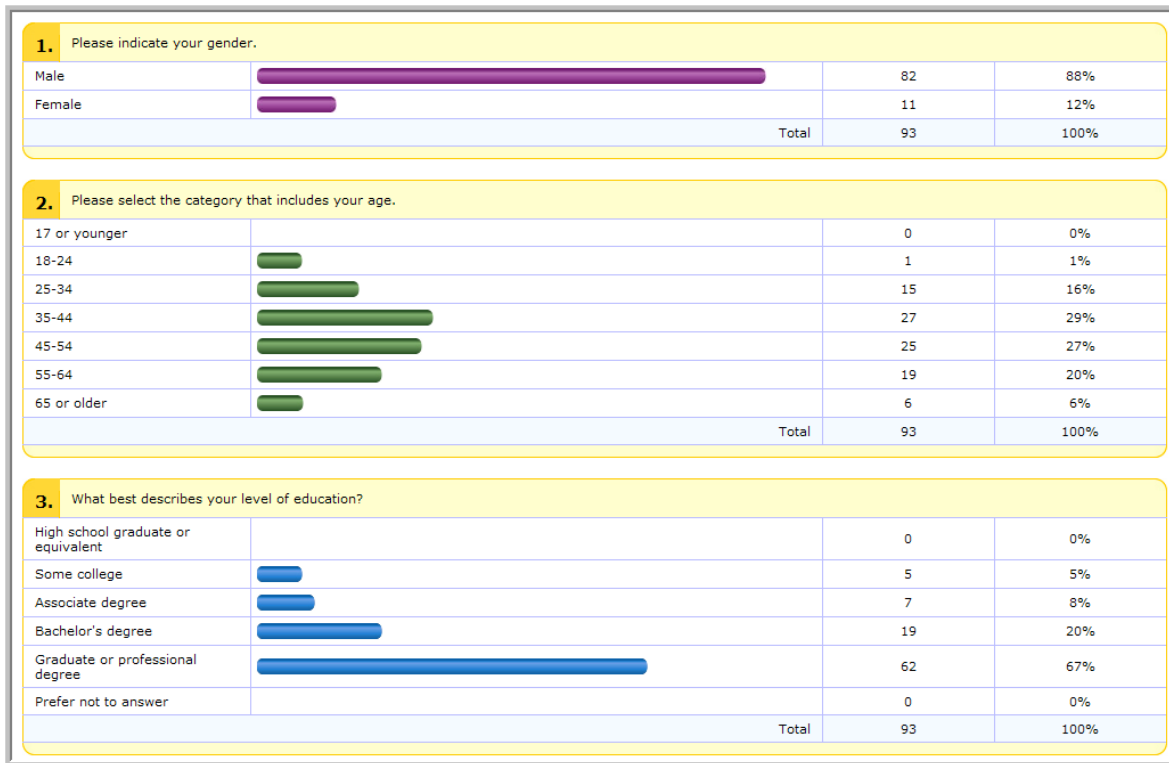 1. Please indicate your gender.
Male 82 88%
Female 11 12%
Total 93 100%
2. Please select the category that includes your age.
17 or younger 0 0%
18-24 1 1%
25-34 15 16%
35-44 27 29%
45-54 25 27%
55-64 19 20%
65 or older 6 6%
Total 93 100%
3. What best describes your level of education?
High school graduate or
equivalent 0 0%
Some college 5 5%
Associate degree 7 8%
Bachelor's degree 19 20%
Graduate or professional
degree 62 67%
Prefer not to answer 0 0%
Total 93 100%